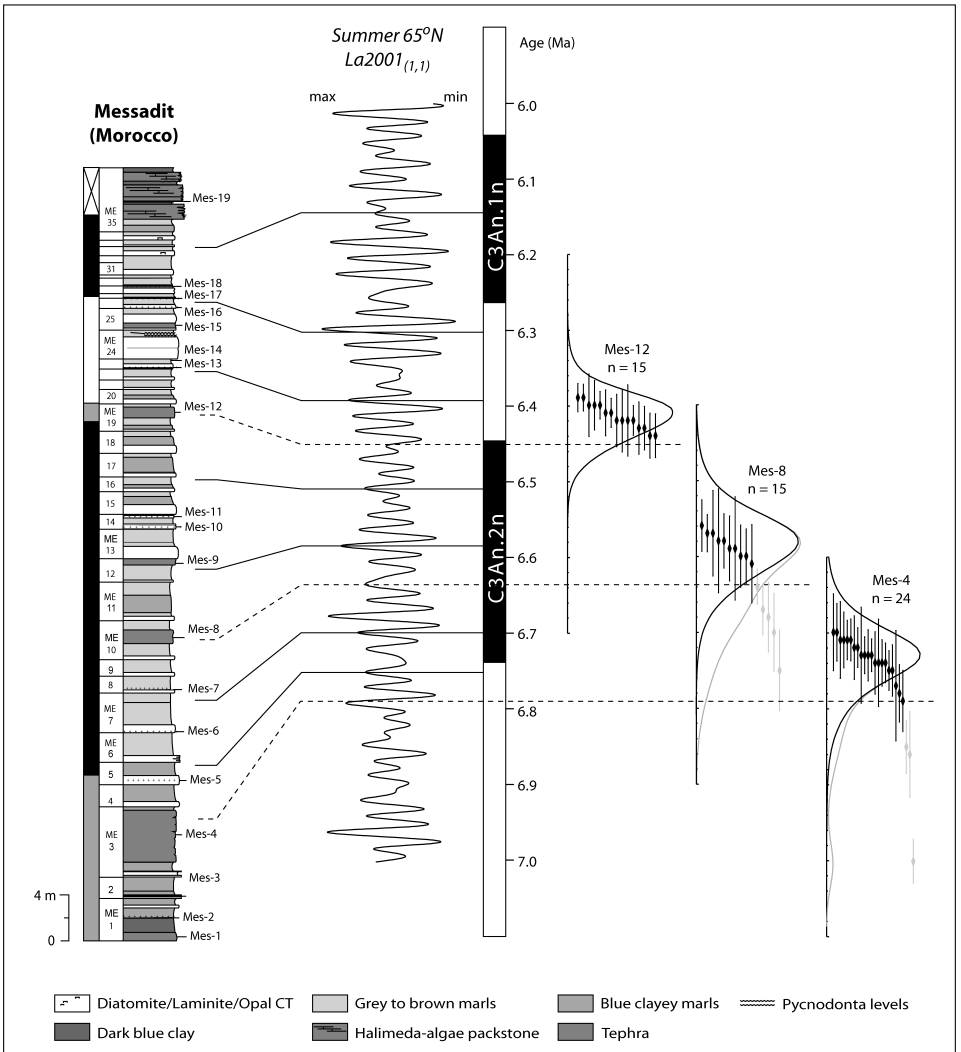 Summer 65°N
La2001(1,1)
Age (Ma)
max
min
Messadit
(Morocco)
6.0
6.1
6.2
6.3
6.4
6.5
6.6
6.7
6.8
6.9
7.0
C3An.1n
C3An.2n
ME
35
31
25
ME
24
20
ME
19
18
17
16
15
14
ME
13
12
ME
11
ME
10
9
8
ME
7
ME
6
5
4
ME
3
2
ME
1
Mes-19
Mes-18
Mes-17
Mes-16
Mes-15
Mes-14
Mes-13
Mes-12
Mes-11
Mes-10
Mes-9
Mes-8
Mes-7
Mes-6
Mes-5
Mes-4
Mes-3
Mes-2
Mes-1
4 m
0
Mes-12
n = 15
Mes-8
n = 15
Mes-4
n = 24
Diatomite/Laminite/Opal CT
Grey to brown marls
Blue clayey marls
Pycnodonta levels
Dark blue clay
Halimeda-algae packstone
Tephra